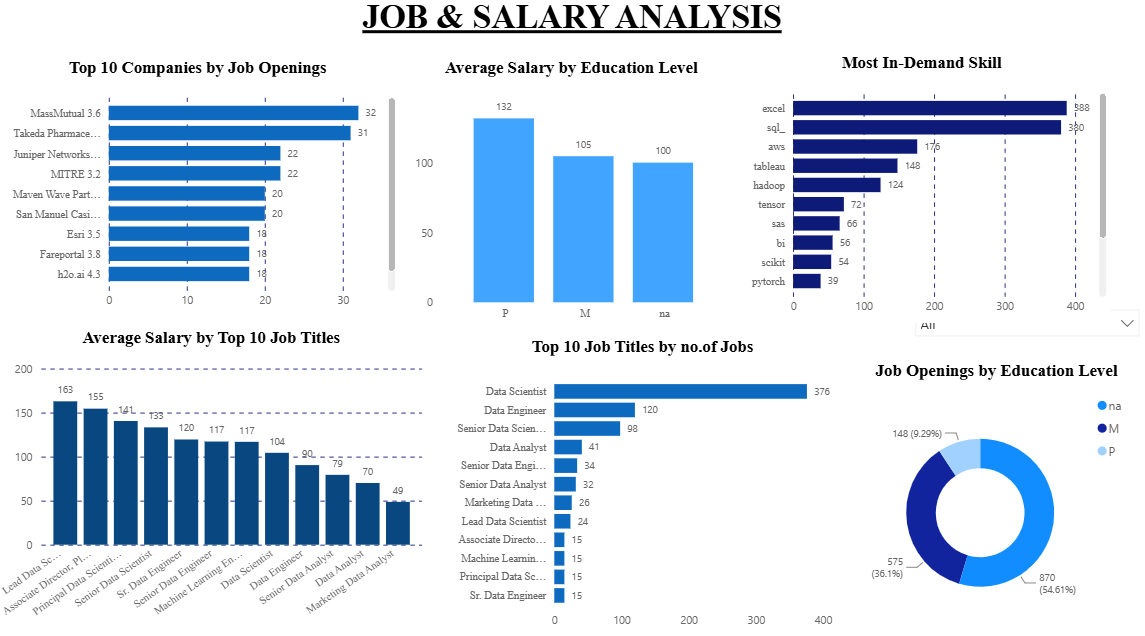 JOB & SALARY ANALYSIS
Top 10 Companies by Job Openings
MassMutual 3.6 32
Takeda Pharmace... 31
Juniper Networks... 22
MITRE 3.2 22
Maven Wave Part... 20
San Manuel Casi... 20
Esri 3.5 18
Fareportal 3.8 18
h2o.ai 4.3 18
0 10 20 30
Average Salary by Education Level
132 105 100
100
50
0
P M na
Most In-Demand Skill
excel 388
sql_ 380
aws 176
tableau 148
hadoop 124
tensor 72
sas 66
bi 56
scikit 54
pytorch 39
0 100 200 300 400
All
Average Salary by Top 10 Job Titles
200
150
100
50
0
163 155 141 133 120 117 117 104 90 79 70 49
Lead Data Sc...
Associate Director, Pl...
Principal Data Scienti...
Senior Data Scientist
Sr. Data Engineer
Senior Data Engineer
Machine Learning En...
Data Scientist
Data Engineer
Senior Data Analyst
Data Analyst
Marketing Data Analyst
Top 10 Job Titles by no.of Jobs
Data Scientist 376
Data Engineer 120
Senior Data Scien... 98
Data Analyst 41
Senior Data Engi... 34
Senior Data Analyst 32
Marketing Data ... 26
Lead Data Scientist 24
Associate Directo... 15
Machine Learnin... 15
Principal Data Sc... 15
Sr. Data Engineer 15
0 100 200 300 400
Job Openings by Education Level
na
M
P
148 (9.29%)
575
(36.1%)
870
(54.61%)